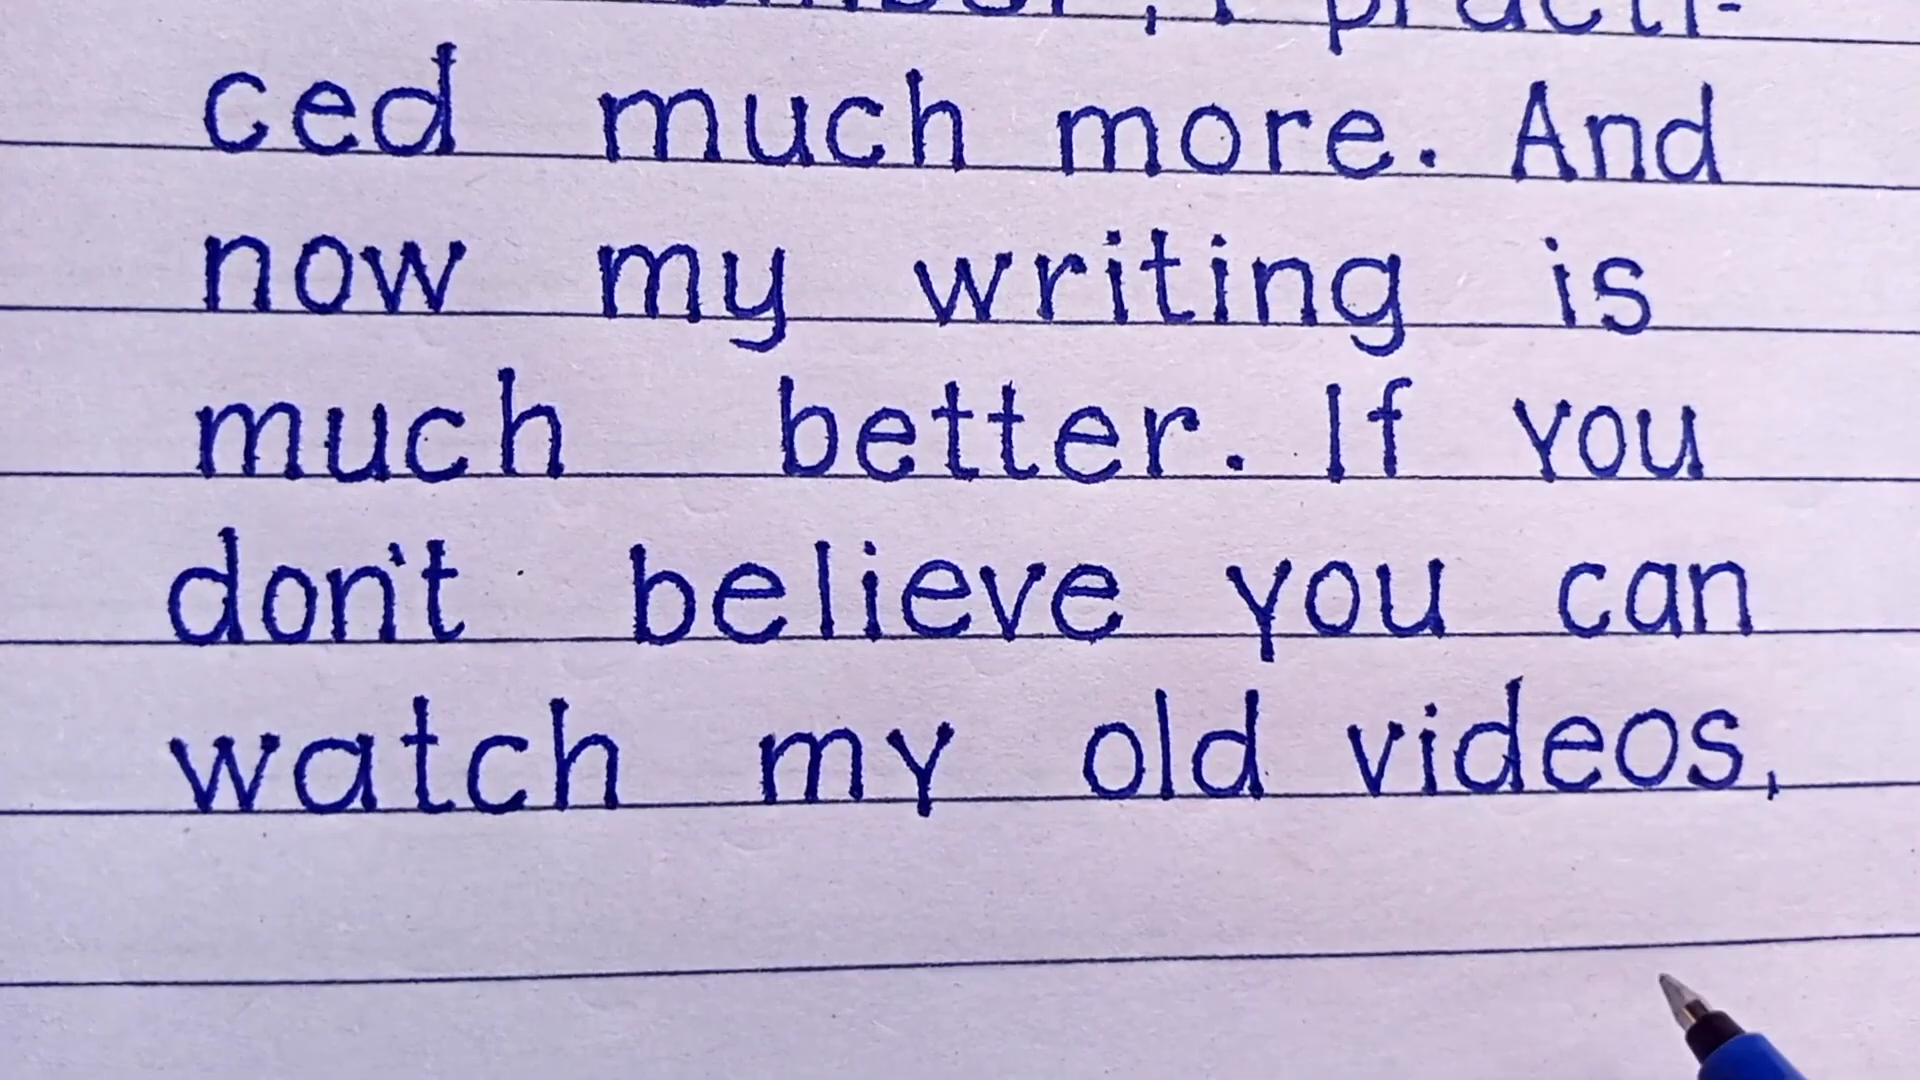 , I practi-
ced much more. And
now my writing is
much better. If you
don't believe you can
watch my old videos,